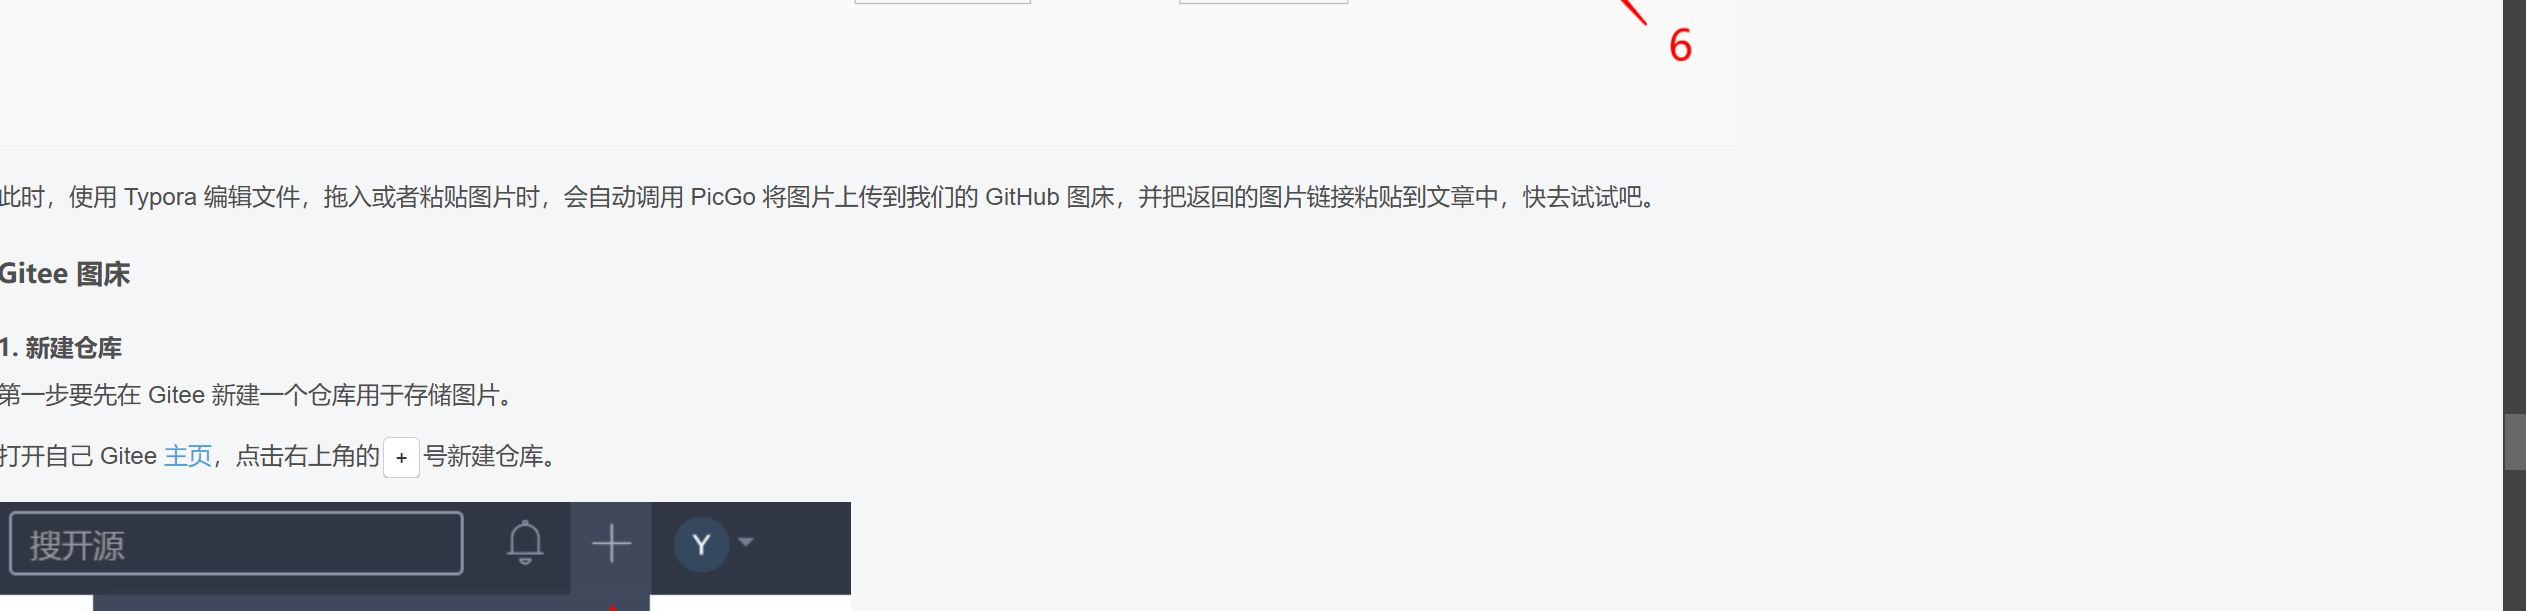 6
此时，使用 Typora 编辑文件，拖入或者粘贴图片时，会自动调用 PicGo 将图片上传到我们的 GitHub 图床，并把返回的图片链接粘贴到文章中，快去试试吧。
Gitee 图床
1. 新建仓库
第一步要先在 Gitee 新建一个仓库用于存储图片。
打开自己 Gitee 主页，点击右上角的 + 号新建仓库。
搜开源 Y